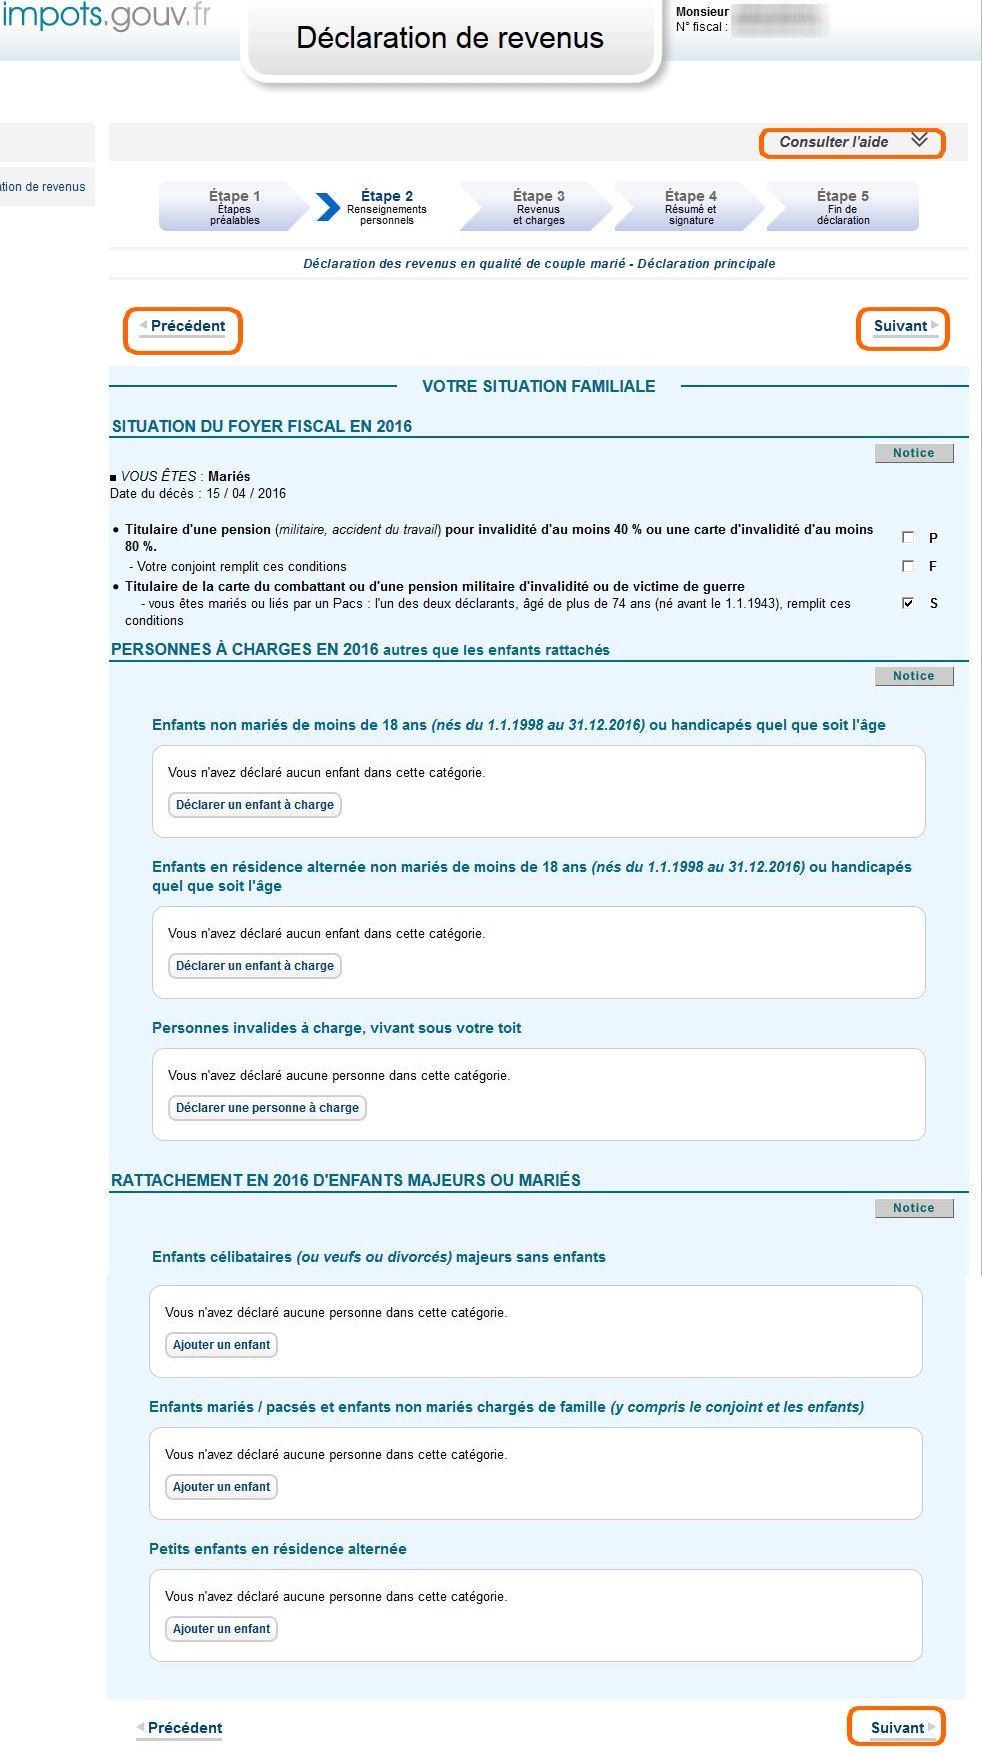 impots.gouv.fr
Déclaration de revenus
Monsieur
N° fiscal :
Consulter l'aide
tion de revenus
Étape 1
Étapes
préalables
Étape 2
Renseignements
personnels
Étape 3
Revenus
et charges
Étape 4
Résumé et
signature
Étape 5
Fin de
déclaration
Déclaration des revenus en qualité de couple marié - Déclaration principale
Précédent
Suivant
VOTRE SITUATION FAMILIALE
SITUATION DU FOYER FISCAL EN 2016
Notice
■ VOUS ÊTES : Mariés
Date du décès : 15 / 04 / 2016
• Titulaire d'une pension (militaire, accident du travail) pour invalidité d'au moins 40 % ou une carte d'invalidité d'au moins
80 %.
P
- Votre conjoint remplit ces conditions
F
• Titulaire de la carte du combattant ou d'une pension militaire d'invalidité ou de victime de guerre
- vous êtes mariés ou liés par un Pacs : l'un des deux déclarants, âgé de plus de 74 ans (né avant le 1.1.1943), remplit ces
conditions
S
PERSONNES À CHARGES EN 2016 autres que les enfants rattachés
Notice
Enfants non mariés de moins de 18 ans (nés du 1.1.1998 au 31.12.2016) ou handicapés quel que soit l'âge
Vous n'avez déclaré aucun enfant dans cette catégorie.
Déclarer un enfant à charge
Enfants en résidence alternée non mariés de moins de 18 ans (nés du 1.1.1998 au 31.12.2016) ou handicapés
quel que soit l'âge
Vous n'avez déclaré aucun enfant dans cette catégorie.
Déclarer un enfant à charge
Personnes invalides à charge, vivant sous votre toit
Vous n'avez déclaré aucune personne dans cette catégorie.
Déclarer une personne à charge
RATTACHEMENT EN 2016 D'ENFANTS MAJEURS OU MARIÉS
Notice
Enfants célibataires (ou veufs ou divorcés) majeurs sans enfants
Vous n'avez déclaré aucune personne dans cette catégorie.
Ajouter un enfant
Enfants mariés / pacsés et enfants non mariés chargés de famille (y compris le conjoint et les enfants)
Vous n'avez déclaré aucune personne dans cette catégorie.
Ajouter un enfant
Petits enfants en résidence alternée
Vous n'avez déclaré aucune personne dans cette catégorie.
Ajouter un enfant
Précédent
Suivant